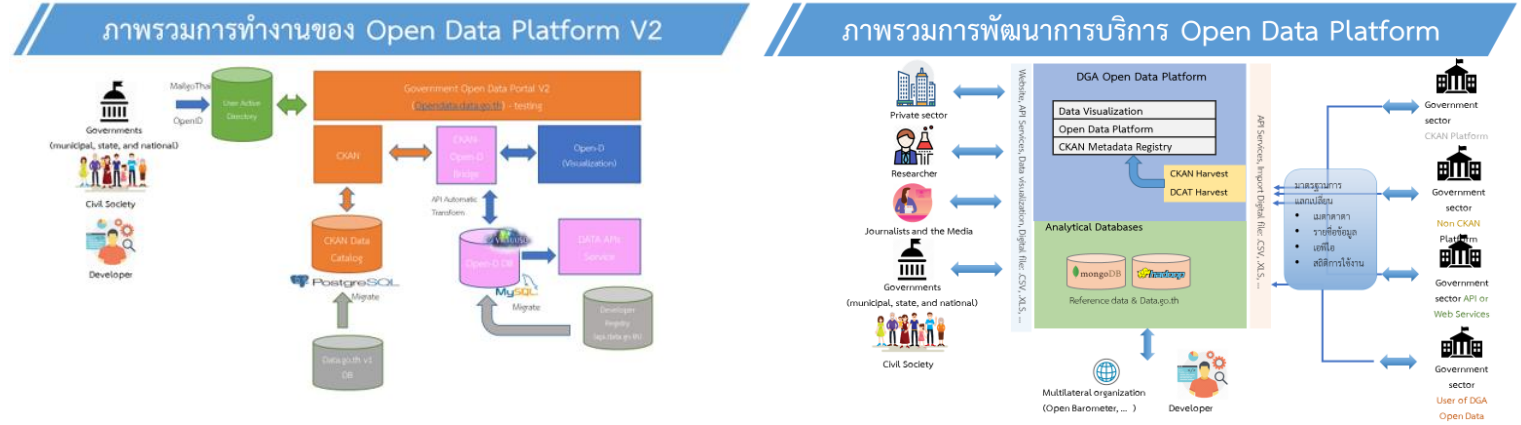 ภาพรวมการทำงานของ Open Data Platform V2
MailgoThai
OpenID
User Active
Directory
Government Open Data Portal V2
(Opendata.data.go.th) - testing
Governments
(municipal, state, and national)
Civil Society
Developer
CKAN
CKAN
Open-D
Bridge
Open-D
(Visualization)
API Automatic
Transform
CKAN Data
Catalog
PostgreSQL
Migrate
Data.go.th v1
DB
VIRTUOSO
Open-D DB
DATA APIs
Service
MySQL
Migrate
Developer
Registry
(api.data.go.th)
ภาพรวมการพัฒนาการบริการ Open Data Platform
Private sector
Researcher
Journalists and the Media
Governments
(municipal, state, and national)
Civil Society
Website, API Services, Data visualization, Digital file: .CSV, .XLS, ...
DGA Open Data Platform
Data Visualization
Open Data Platform
CKAN Metadata Registry
CKAN Harvest
DCAT Harvest
Analytical Databases
mongoDB
hadoop
Reference data & Data.go.th
Multilateral organization
(Open Barometer, ... )
Developer
API Services, Import Digital file: .CSV, .XLS, ...
มาตรฐานการ
แลกเปลี่ยน
• เมตาดาตา
• รายชื่อข้อมูล
• เอพีไอ
• สถิติการใช้งาน
Government
sector
CKAN Platform
Government
sector
Non CKAN
Platform
Government
sector API or
Web Services
Government
sector
User of DGA
Open Data